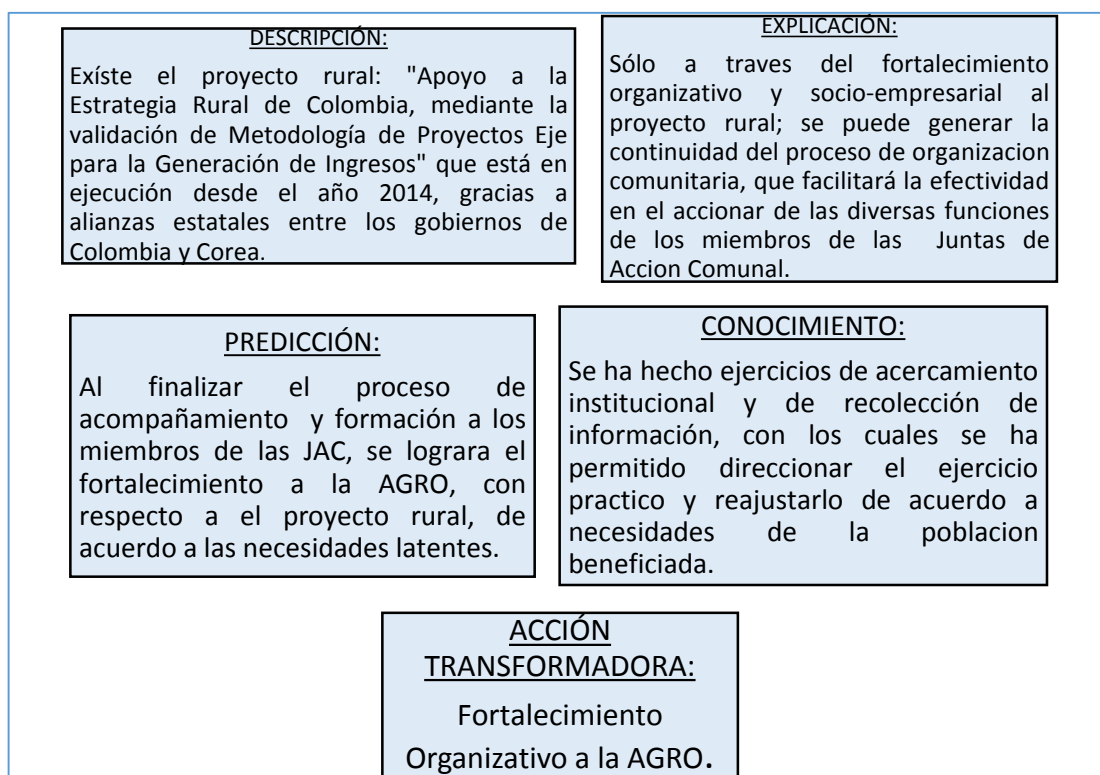 DESCRIPCIÓN:
Exíste el proyecto rural: "Apoyo a la
Estrategia Rural de Colombia, mediante la
validación de Metodología de Proyectos Eje
para la Generación de Ingresos" que está en
ejecución desde el año 2014, gracias a
alianzas estatales entre los gobiernos de
Colombia y Corea.
EXPLICACIÓN:
Sólo a traves del fortalecimiento
organizativo y socio-empresarial al
proyecto rural; se puede generar la
continuidad del proceso de organizacion
comunitaria, que facilitará la efectividad
en el accionar de las diversas funciones
de los miembros de las Juntas de
Accion Comunal.
PREDICCIÓN:
Al finalizar el proceso de
acompañamiento y formación a los
miembros de las JAC, se lograra el
fortalecimiento a la AGRO, con
respecto a el proyecto rural, de
acuerdo a las necesidades latentes.
CONOCIMIENTO:
Se ha hecho ejercicios de acercamiento
institucional y de recolección de
información, con los cuales se ha
permitido direccionar el ejercicio
practico y reajustarlo de acuerdo a
necesidades de la poblacion
beneficiada.
ACCIÓN
TRANSFORMADORA:
Fortalecimiento
Organizativo a la AGRO.